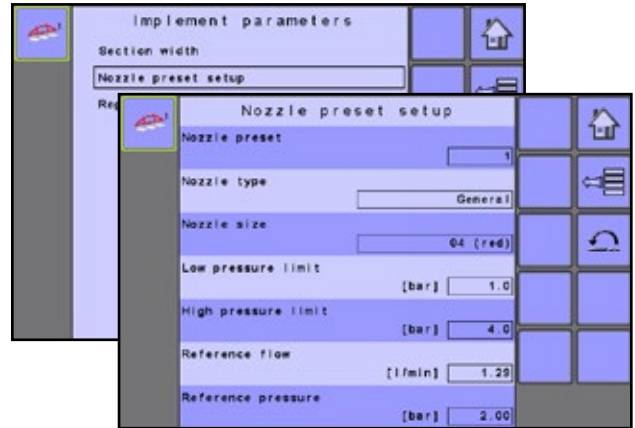 Implement parameters
Section width
Nozzle preset setup
Nozzle preset setup
Nozzle preset
1
Nozzle type
General
Nozzle size
04 (red)
Low pressure limit
[bar] 1.0
High pressure limit
[bar] 4.0
Reference flow
[l/min] 1.29
Reference pressure
[bar] 2.00